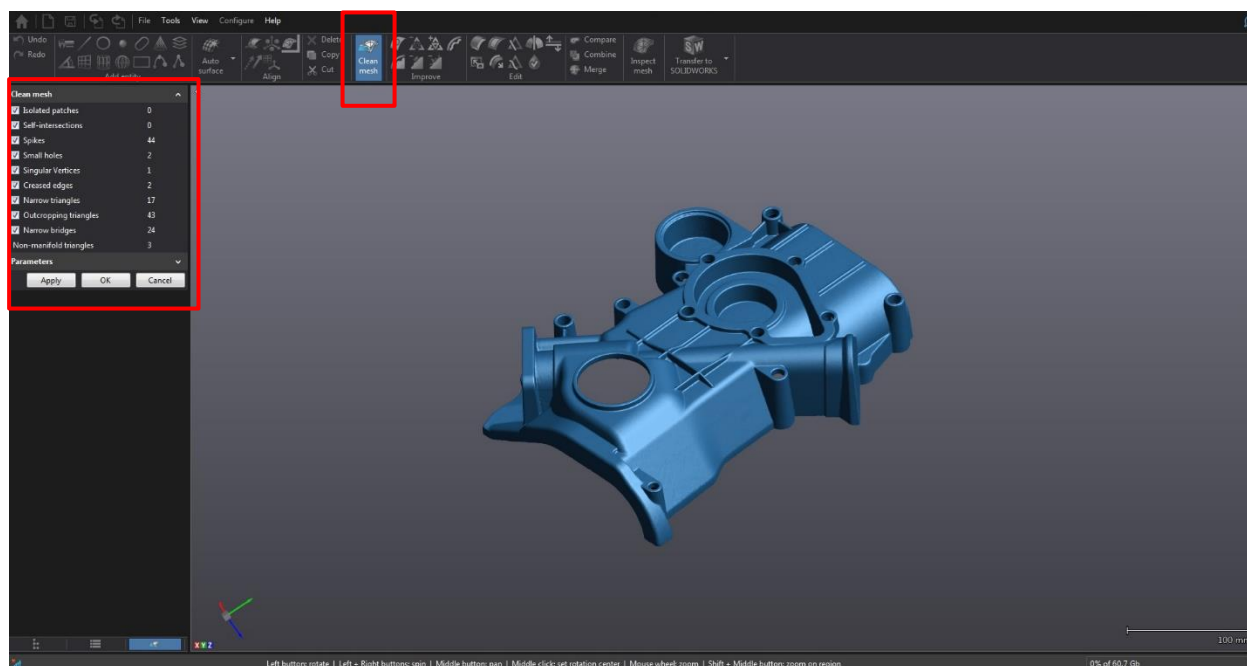 File Tools View Configure Help
Undo
Redo
Add entity
Auto surface
Align
Delete
Copy
Cut
Clean mesh
Improve
Edit
Compare
Combine
Merge
Inspect mesh
Transfer to SOLIDWORKS
Clean mesh
Isolated patches 0
Self-intersections 0
Spikes 44
Small holes 2
Singular Vertices 1
Creased edges 2
Narrow triangles 17
Outcropping triangles 43
Narrow bridges 24
Non-manifold triangles 3
Parameters
Apply OK Cancel
X Y Z
100 mm
Left button: rotate | Left + Right buttons: spin | Middle button: pan | Middle click: set rotation center | Mouse wheel: zoom | Shift + Middle button: zoom on region
0% of 60.7 Gb